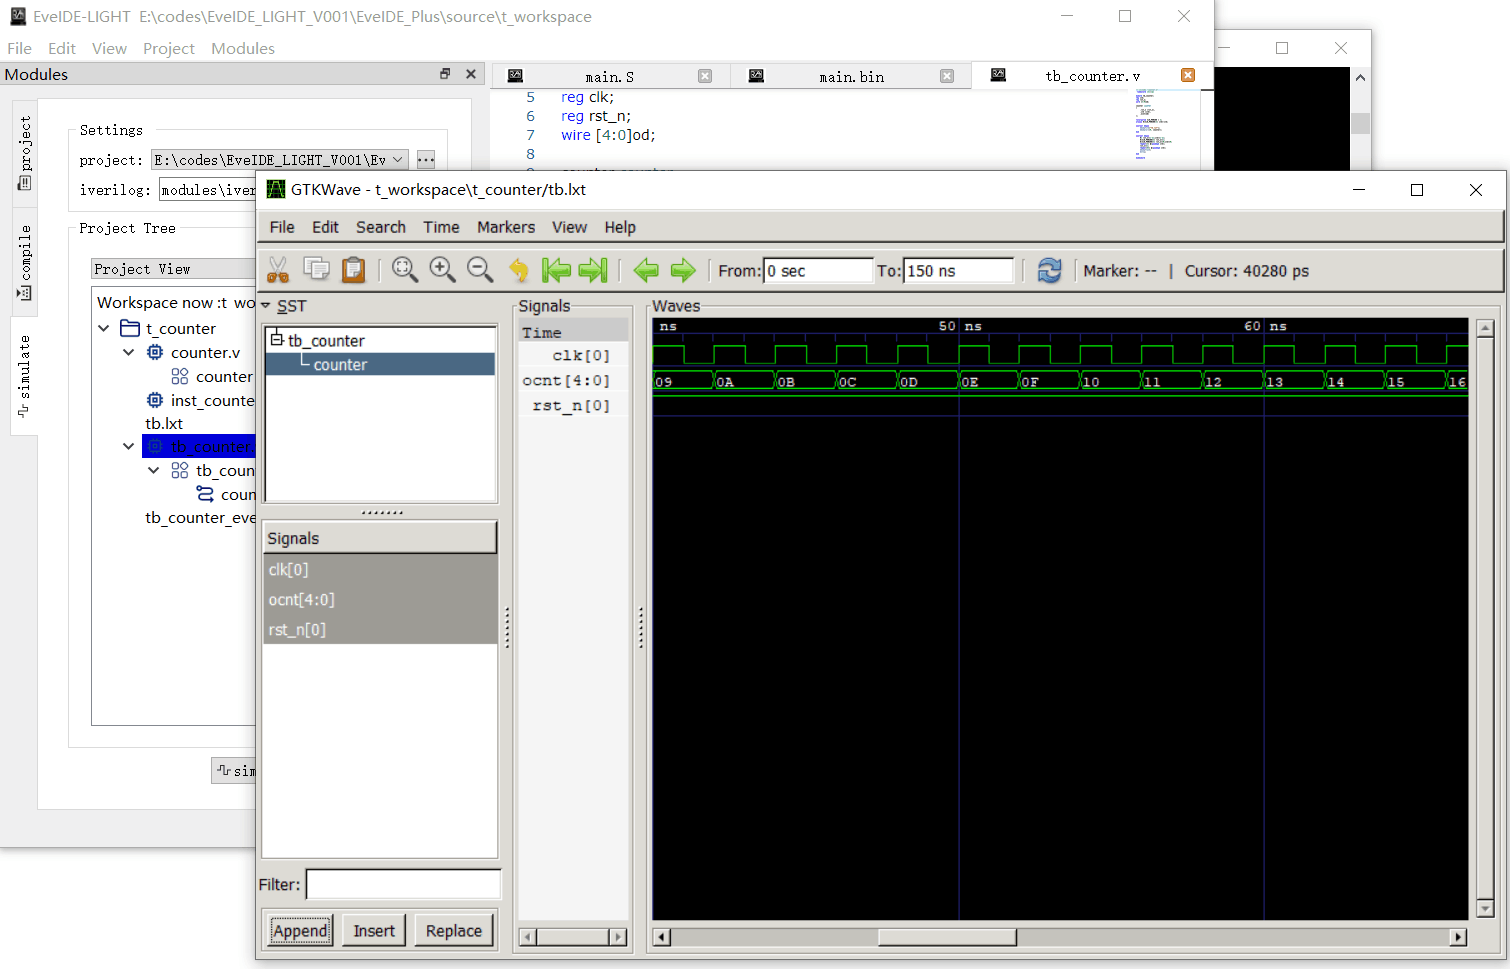 EveIDE-LIGHT E:\codes\EveIDE_LIGHT_V001\EveIDE_Plus\source\t_workspace
File Edit View Project Modules
Modules
main.S
main.bin
tb_counter.v
project
compile
simulate
Settings
project: E:\codes\EveIDE_LIGHT_V001\Ev ...
iverilog: modules\iver
Project Tree
Project View
Workspace now :t_wo
t_counter
counter.v
counter
inst_counte
tb.lxt
tb_counter.
tb_coun
coun
tb_counter_eve
sim
5 reg clk;
6 reg rst_n;
7 wire [4:0]od;
8
GTKWave - t_workspace\t_counter/tb.lxt
File Edit Search Time Markers View Help
From: 0 sec To: 150 ns Marker: -- | Cursor: 40280 ps
SST
tb_counter
counter
Signals
clk[0]
ocnt[4:0]
rst_n[0]
Filter:
Append Insert Replace
Signals
Time
clk[0]
ocnt[4:0]
rst_n[0]
Waves
ns 50 ns 60 ns
09 0A 0B 0C 0D 0E 0F 10 11 12 13 14 15 16